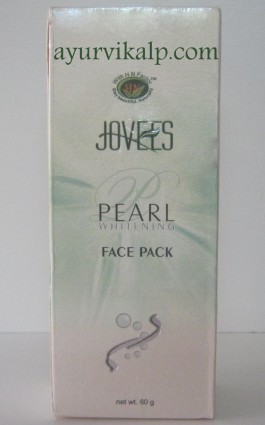 ayurvikalp.com
JOVEES
PEARL
WHITENING
FACE PACK
net wt. 60 g